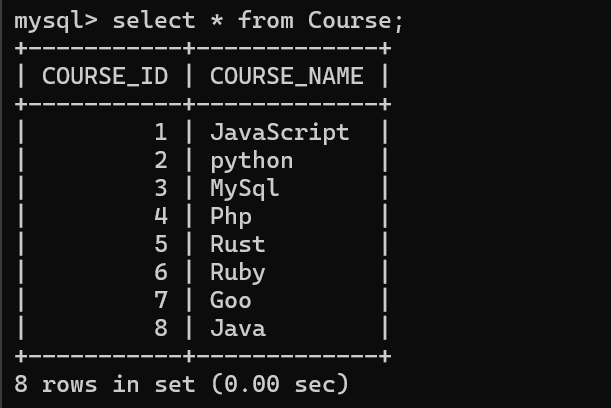 mysql> select * from Course;
+-----------+-------------+
| COURSE_ID | COURSE_NAME |
+-----------+-------------+
|         1 | JavaScript  |
|         2 | python      |
|         3 | MySql       |
|         4 | Php         |
|         5 | Rust        |
|         6 | Ruby        |
|         7 | Goo         |
|         8 | Java        |
+-----------+-------------+
8 rows in set (0.00 sec)